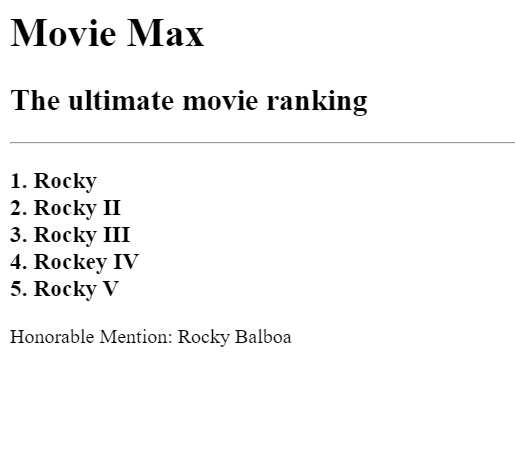 Movie Max
The ultimate movie ranking
1. Rocky
2. Rocky II
3. Rocky III
4. Rockey IV
5. Rocky V
Honorable Mention: Rocky Balboa